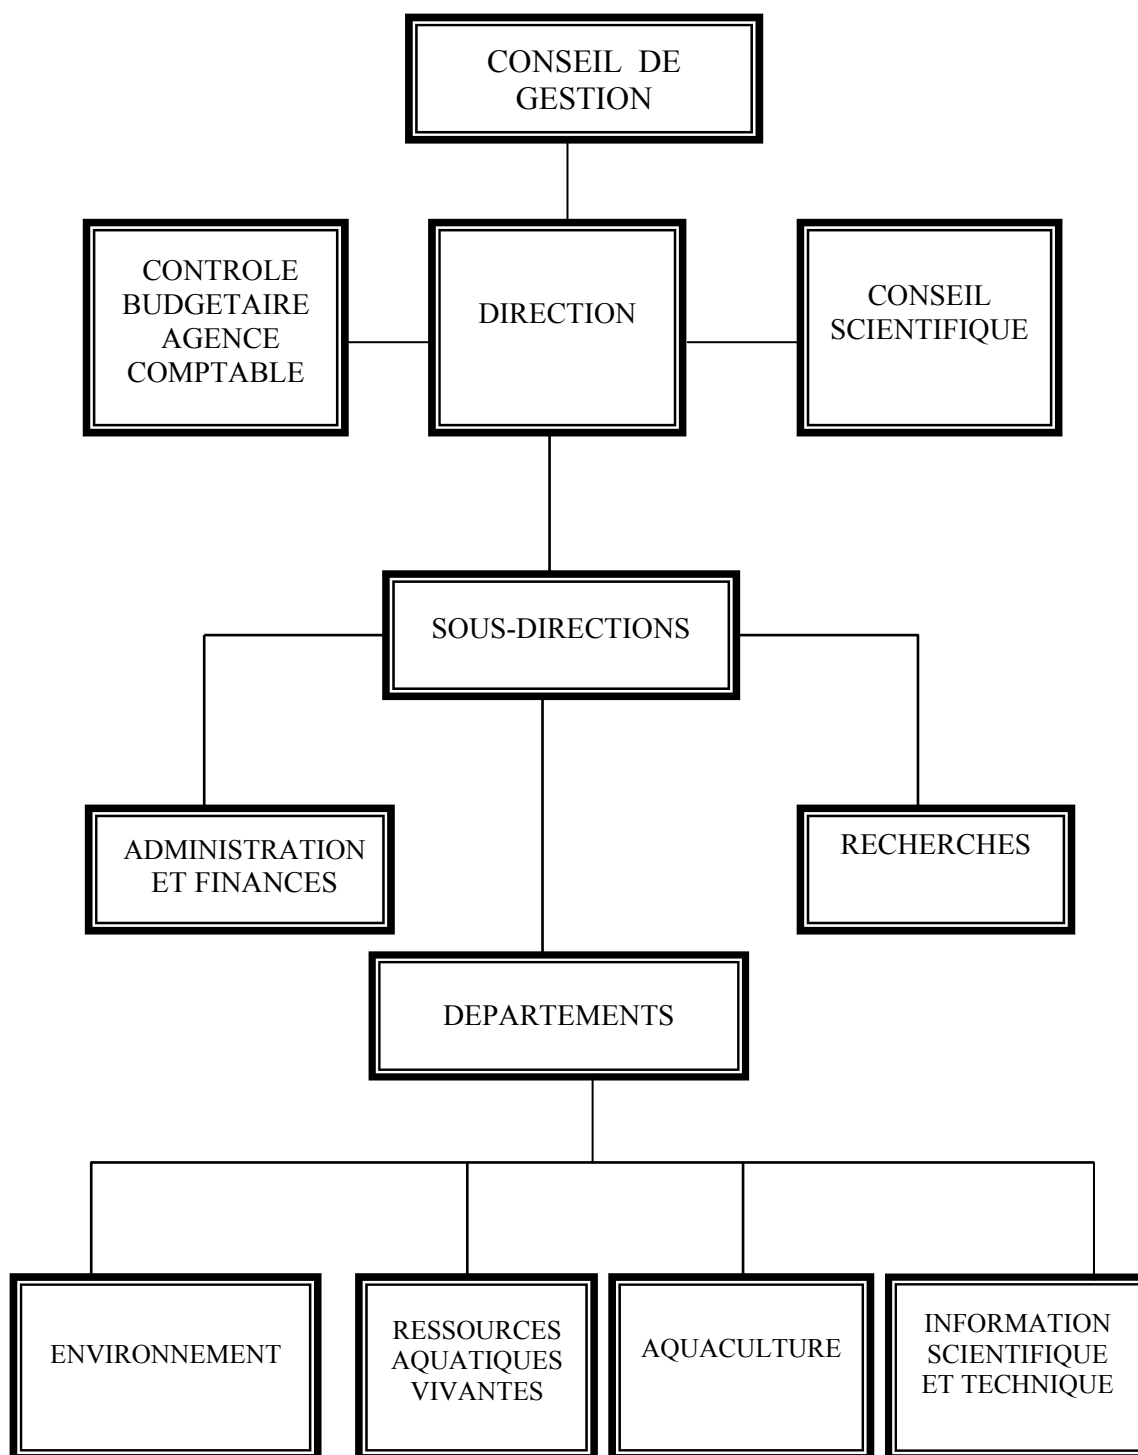 CONSEIL DE
GESTION
CONTROLE
BUDGETAIRE
AGENCE
COMPTABLE
DIRECTION
CONSEIL
SCIENTIFIQUE
SOUS-DIRECTIONS
ADMINISTRATION
ET FINANCES
RECHERCHES
DEPARTEMENTS
ENVIRONNEMENT
RESSOURCES
AQUATIQUES
VIVANTES
AQUACULTURE
INFORMATION
SCIENTIFIQUE
ET TECHNIQUE